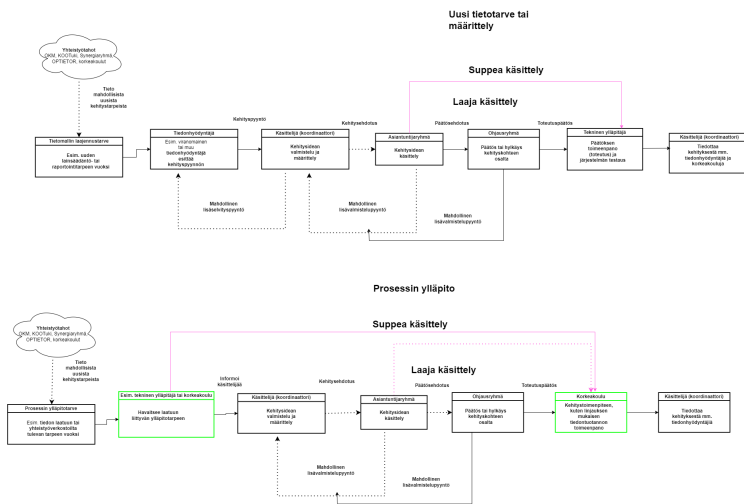 Uusi tietotarve tai
määrittely
Yhteistyötahot
OKM, KOOTuki, Synergiaryhmä,
OPTIETOR, korkeakoulut
Tieto
mahdollisista
uusista
kehitystarpeista
Suppea käsittely
Laaja käsittely
Kehityspyyntö
Kehitysehdotus
Päätösehdotus
Toteutuspäätös
Tietomallin laajennustarve
Esim. uuden
lainsäädäntö- tai
raportointitarpeen vuoksi
Tiedonhyödyntäjä
Esim. viranomainen
tai muu
tiedonhyödyntäjä
esittää
kehityspyynnön
Käsittelijä (koordinaattori)
Kehitysidean
valmistelu ja
määrittely
Asiantuntijaryhmä
Kehitysidean
käsittely
Ohjausryhmä
Päätös tai hylkäys
kehityskohteen
osalta
Tekninen ylläpitäjä
Päätöksen
toimeenpano
(toteutus) ja
järjestelmän testaus
Käsittelijä (koordinaattori)
Tiedottaa
kehityksestä mm.
tiedonhyödyntäjiä ja
korkeakouluja
Mahdollinen
lisäselvityspyyntö
Mahdollinen
lisävalmistelupyyntö
Mahdollinen
lisävalmistelupyyntö
Prosessin ylläpito
Yhteistyötahot
OKM, KOOTuki, Synergiaryhmä,
OPTIETOR, korkeakoulut
Tieto
mahdollisista
uusista
kehitystarpeista
Suppea käsittely
Laaja käsittely
Informoi
käsittelijää
Kehitysehdotus
Päätösehdotus
Toteutuspäätös
Prosessin ylläpitotarve
Esim. tiedon laatuun tai
yhteistyöverkostoilta
tulevan tarpeen vuoksi
Esim. teknisen ylläpitäjä tai korkeakoulu
Havaitsee laatuun
liittyvän ylläpitotarpeen
Käsittelijä (koordinaattori)
Kehitysidean
valmistelu ja
määrittely
Asiantuntijaryhmä
Kehitysidean
käsittely
Ohjausryhmä
Päätös tai hylkäys
kehityskohteen
osalta
Korkeakoulu
Kehitystoimenpiteen,
kuten linjauksen
mukaisen
tiedontuotannon
toimeenpano
Käsittelijä (koordinaattori)
Tiedottaa
kehityksestä mm.
tiedonhyödyntäjiä
Mahdollinen
lisävalmistelupyyntö
Mahdollinen
lisävalmistelupyyntö